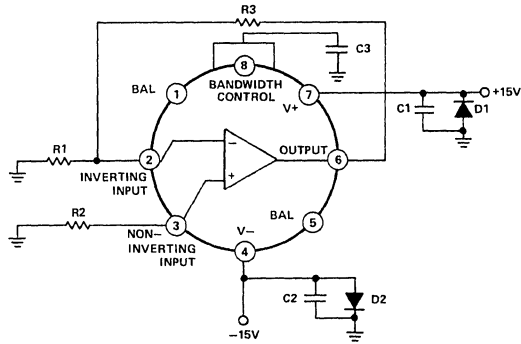 R3
C3
8
BANDWIDTH
CONTROL
BAL
1
7
V+
+15V
C1
D1
R1
2
INVERTING
INPUT
−
+
OUTPUT
6
R2
3
NON–
INVERTING
INPUT
BAL
5
V–
4
C2
D2
–15V